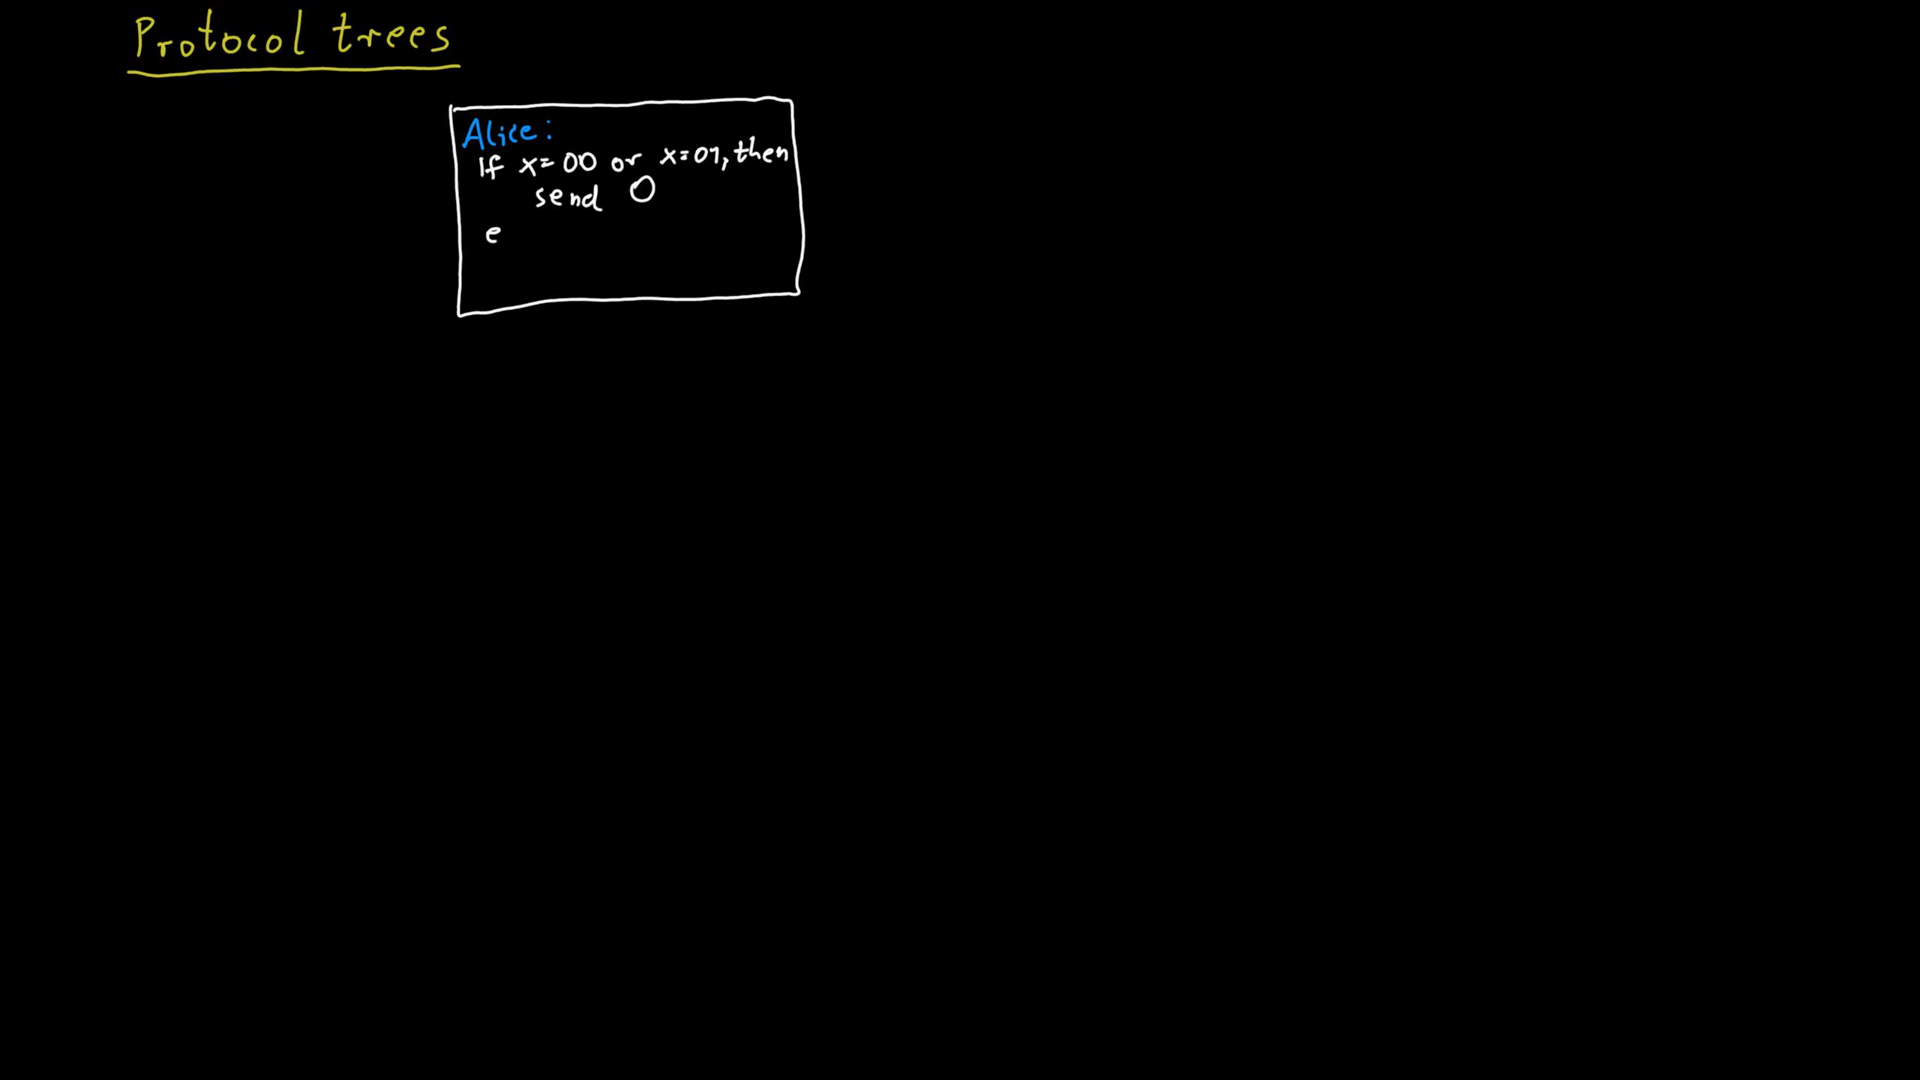 Protocol trees
Alice:
If x=00 or x=01, then
send 0
e